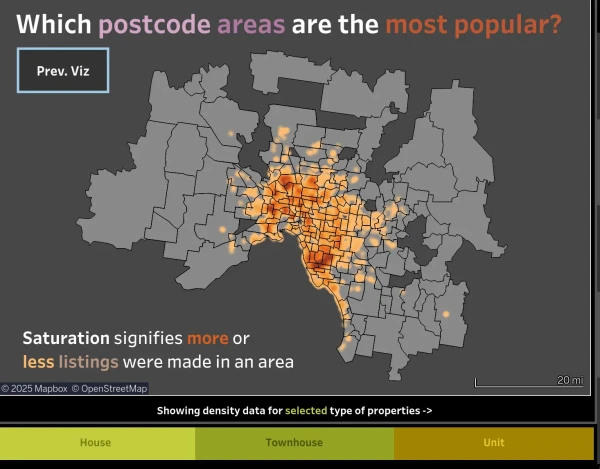 Which postcode areas are the most popular?
Prev. Viz
Saturation signifies more or
less listings were made in an area
© 2025 Mapbox © OpenStreetMap
20 mi
Showing density data for selected type of properties ->
House
Townhouse
Unit